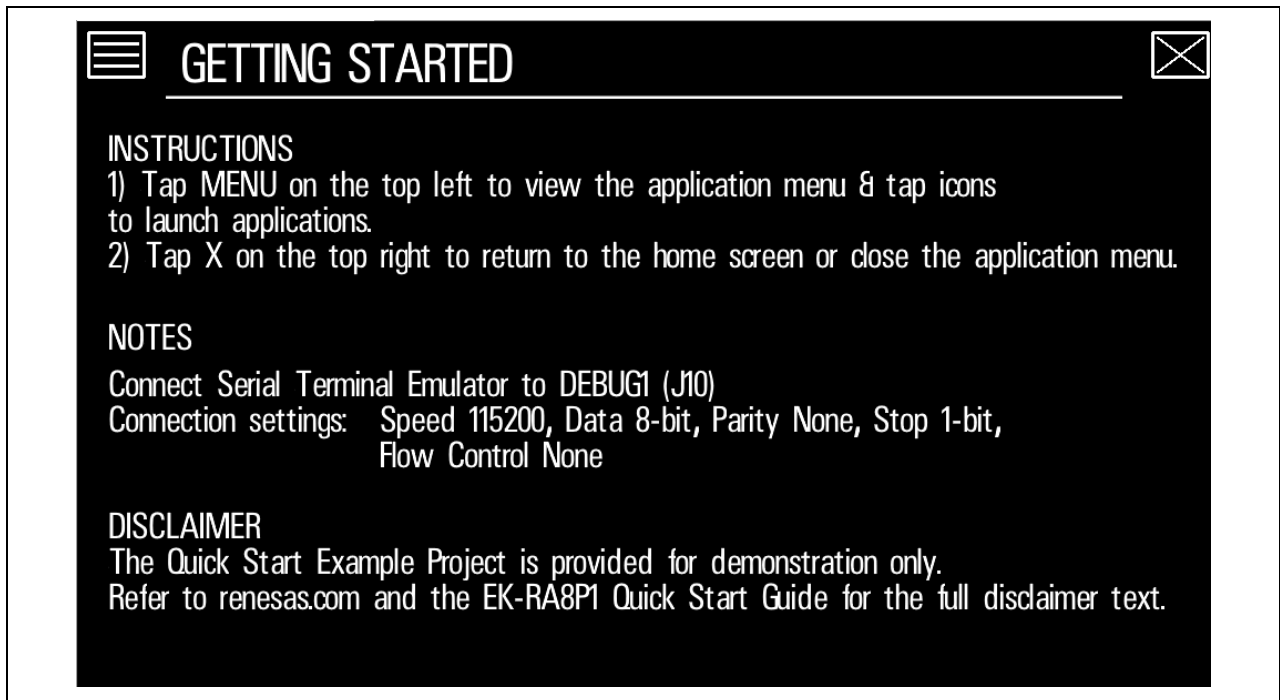 GETTING STARTED
INSTRUCTIONS
1) Tap MENU on the top left to view the application menu & tap icons
to launch applications.
2) Tap X on the top right to return to the home screen or close the application menu.
NOTES
Connect Serial Terminal Emulator to DEBUG1 (J10)
Connection settings: Speed 115200, Data 8-bit, Parity None, Stop 1-bit,
Flow Control None
DISCLAIMER
The Quick Start Example Project is provided for demonstration only.
Refer to renesas.com and the EK-RA8P1 Quick Start Guide for the full disclaimer text.